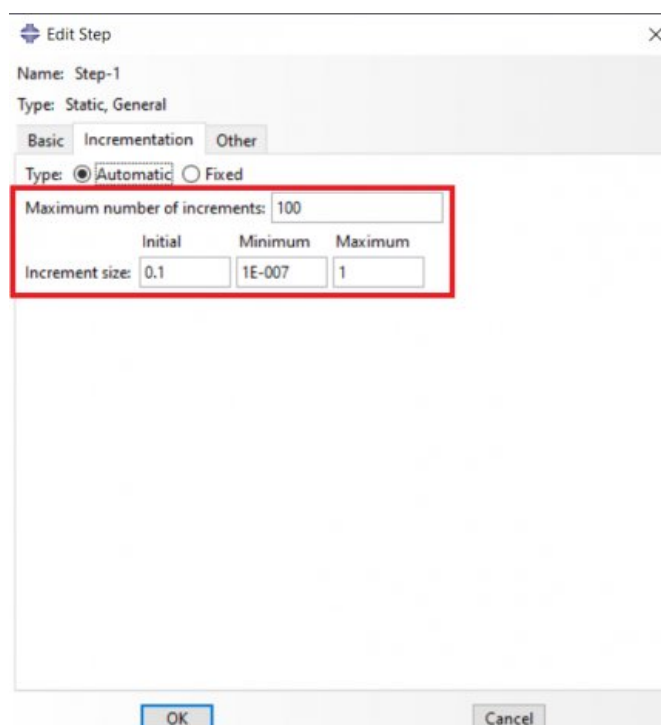 Edit Step
Name: Step-1
Type: Static, General
Basic Incrementation Other
Type: Automatic Fixed
Maximum number of increments: 100
Initial Minimum Maximum
Increment size: 0.1 1E-007 1
OK Cancel